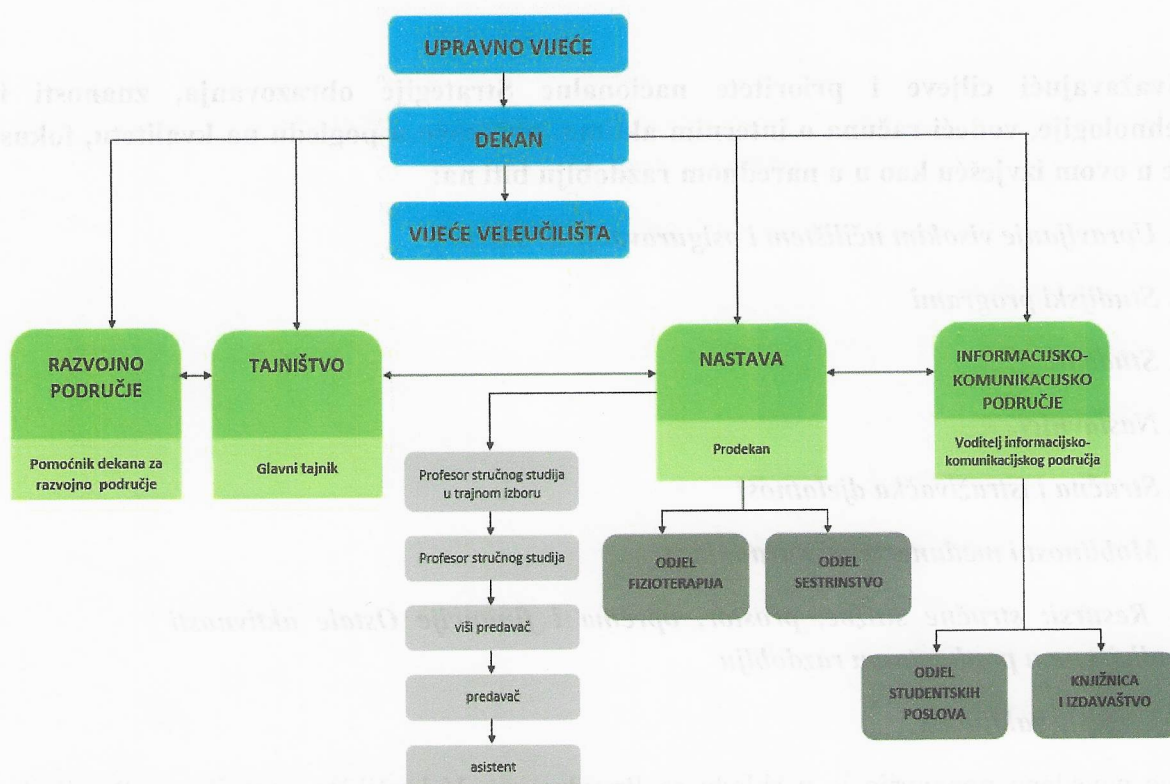 UPRAVNO VIJEĆE
DEKAN
VIJEĆE VELEUČILIŠTA
RAZVOJNO
PODRUČJE
Pomoćnik dekana za
razvojno područje
TAJNIŠTVO
Glavni tajnik
NASTAVA
Prodekan
INFORMACIJSKO-
KOMUNIKACIJSKO
PODRUČJE
Voditelj informacijsko-
komunikacijskog područja
Profesor stručnog studija
u trajnom izboru
Profesor stručnog studija
viši predavač
predavač
asistent
ODJEL
FIZIOTERAPIJA
ODJEL
SESTRINSTVO
ODJEL
STUDENTSKIH
POSLOVA
KNJIŽNICA
I IZDAVAŠTVO